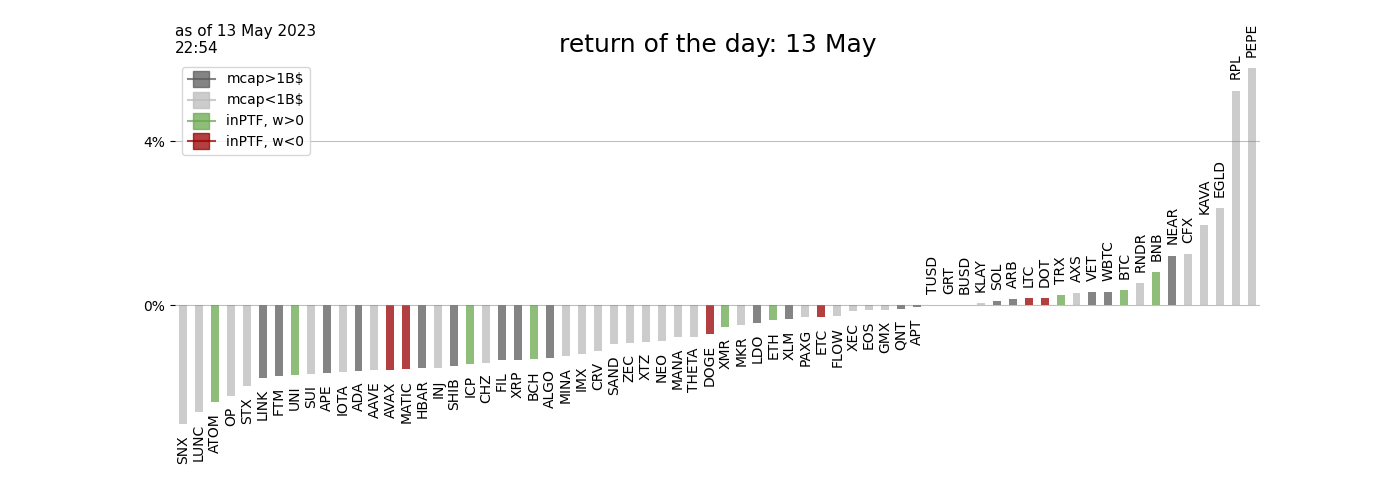 as of 13 May 2023
22:54
return of the day: 13 May
mcap>1B$
mcap<1B$
inPTF, w>0
inPTF, w<0
4%
0%
SNX
LUNC
ATOM
OP
STX
LINK
FTM
UNI
SUI
APE
IOTA
ADA
AAVE
AVAX
MATIC
HBAR
INJ
SHIB
ICP
CHZ
FIL
XRP
BCH
ALGO
MINA
IMX
CRV
SAND
ZEC
XTZ
NEO
MANA
THETA
DOGE
XMR
MKR
LDO
ETH
XLM
PAXG
ETC
FLOW
XEC
EOS
GMX
QNT
APT
TUSD
GRT
BUSD
KLAY
SOL
ARB
LTC
DOT
TRX
AXS
VET
WBTC
BTC
RNDR
BNB
NEAR
CFX
KAVA
EGLD
RPL
PEPE